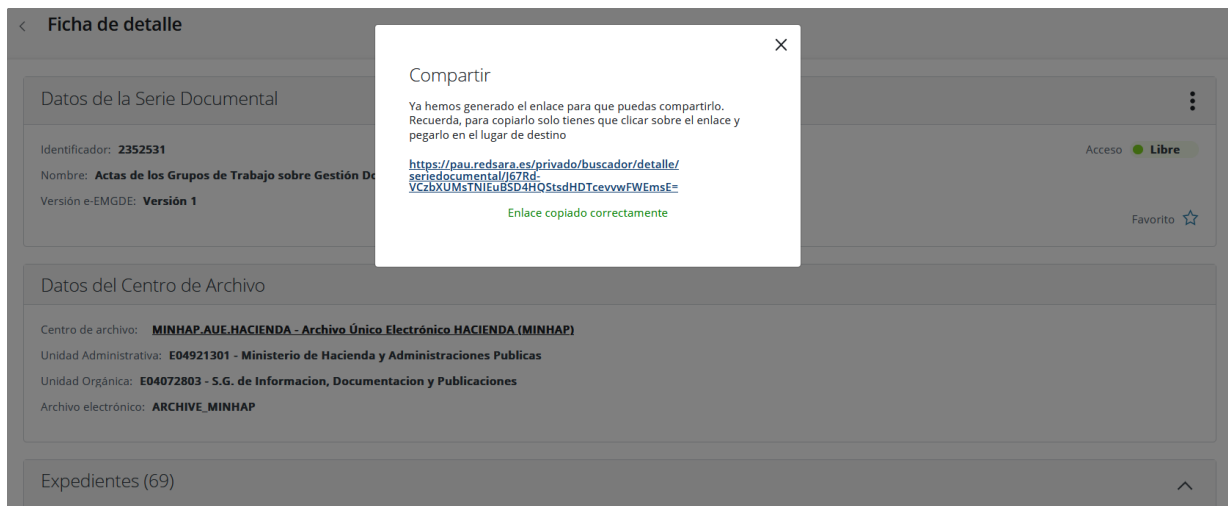 Ficha de detalle
Compartir
Ya hemos generado el enlace para que puedas compartirlo.
Recuerda, para copiarlo solo tienes que clicar sobre el enlace y
pegarlo en el lugar de destino
https://pau.redsara.es/privado/buscador/detalle/
seriedocumental/J67Rd-
VCzbXUMsTNIEuBSD4HQStsdHDTcevvwFWEmsE=
Enlace copiado correctamente
Datos de la Serie Documental
Identificador: 2352531
Acceso Libre
Nombre: Actas de los Grupos de Trabajo sobre Gestión
Versión e-EMGDE: Versión 1
Favorito
Datos del Centro de Archivo
Centro de archivo: MINHAP.AUE.HACIENDA - Archivo Único Electrónico HACIENDA (MINHAP)
Unidad Administrativa: E04921301 - Ministerio de Hacienda y Administraciones Publicas
Unidad Orgánica: E04072803 - S.G. de Informacion, Documentacion y Publicaciones
Archivo electrónico: ARCHIVE_MINHAP
Expedientes (69)